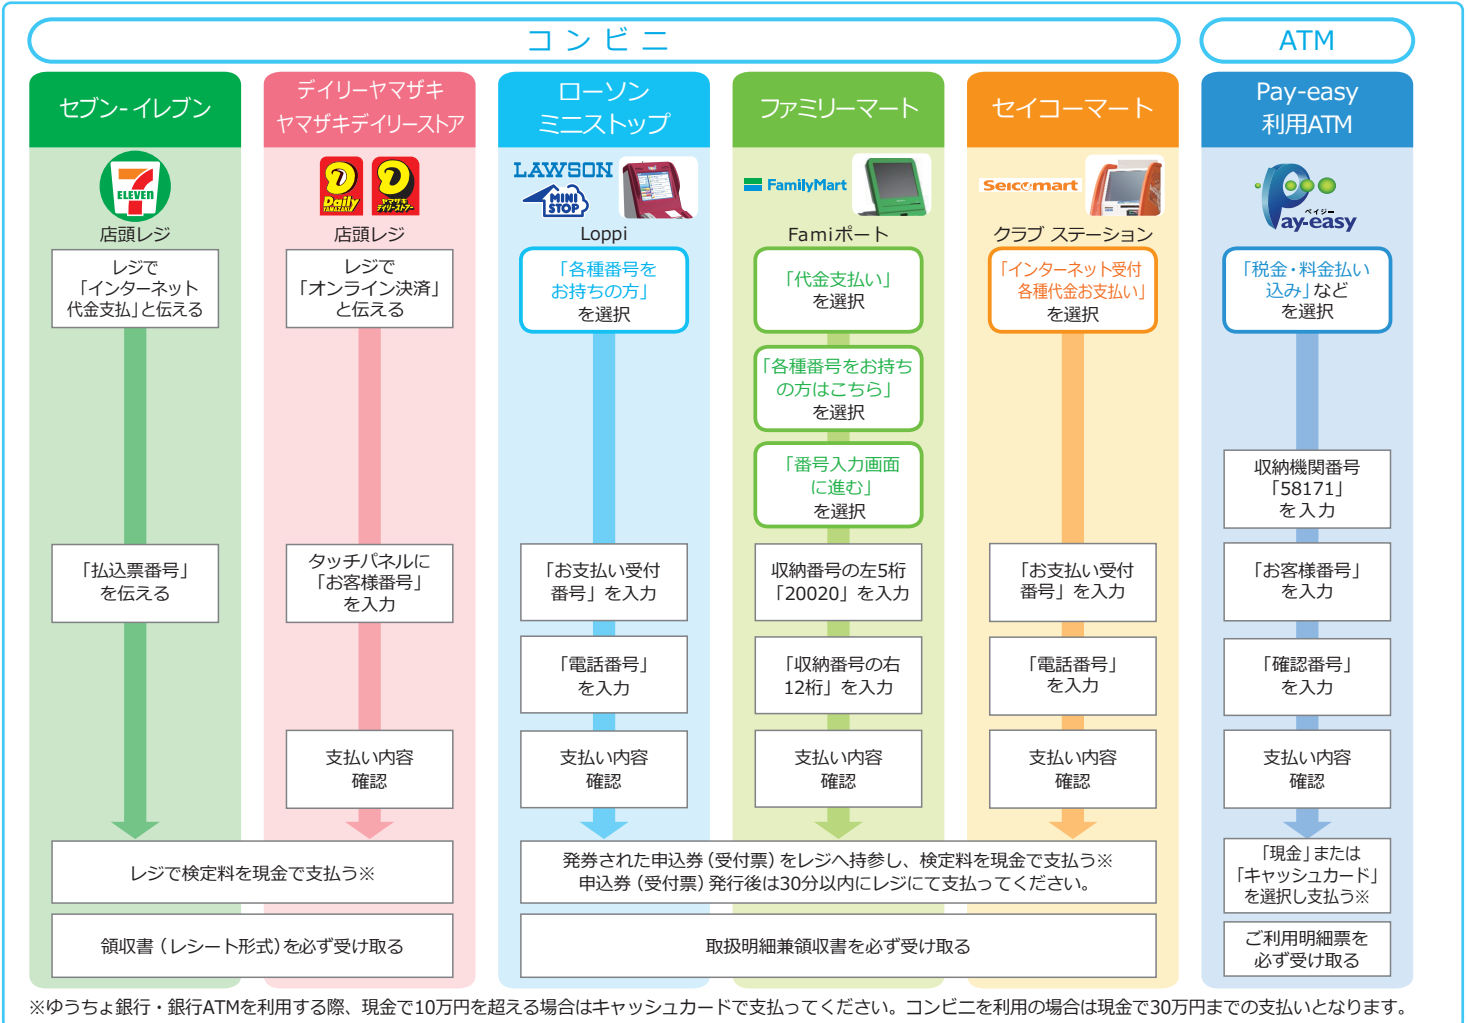 コンビニ
ATM
セブン-イレブン
ELEVEN
店頭レジ
レジで
「インターネット
代金支払」と伝える
「払込票番号」
を伝える
デイリーヤマザキ
ヤマザキデイリーストア
Daily
YAMAZAKI
ヤマザキ
デイリーストアー
店頭レジ
レジで
「オンライン決済」
と伝える
タッチパネルに
「お客様番号」
を入力
支払い内容
確認
レジで検定料を現金で支払う※
領収書（レシート形式）を必ず受け取る
ローソン
ミニストップ
LAWSON
MINI
STOP
Loppi
「各種番号を
お持ちの方」
を選択
「お支払い受付
番号」を入力
「電話番号」
を入力
支払い内容
確認
ファミリーマート
FamilyMart
Famiポート
「代金支払い」
を選択
「各種番号をお持ち
の方はこちら」
を選択
「番号入力画面
に進む」
を選択
収納番号の左5桁
「20020」を入力
「収納番号の右
12桁」を入力
支払い内容
確認
セイコーマート
Seicomart
クラブ ステーション
「インターネット受付
各種代金お支払い」
を選択
「お支払い受付
番号」を入力
「電話番号」
を入力
支払い内容
確認
発券された申込券（受付票）をレジへ持参し、検定料を現金で支払う※
申込券（受付票）発行後は30分以内にレジにて支払ってください。
取扱明細兼領収書を必ず受け取る
Pay-easy
利用ATM
ペイジー
Pay-easy
「税金・料金払い
込み」など
を選択
収納機関番号
「58171」
を入力
「お客様番号」
を入力
「確認番号」
を入力
支払い内容
確認
「現金」または
「キャッシュカード」
を選択し支払う※
ご利用明細票を
必ず受け取る
※ゆうちょ銀行・銀行ATMを利用する際、現金で10万円を超える場合はキャッシュカードで支払ってください。コンビニを利用の場合は現金で30万円までの支払いとなります。